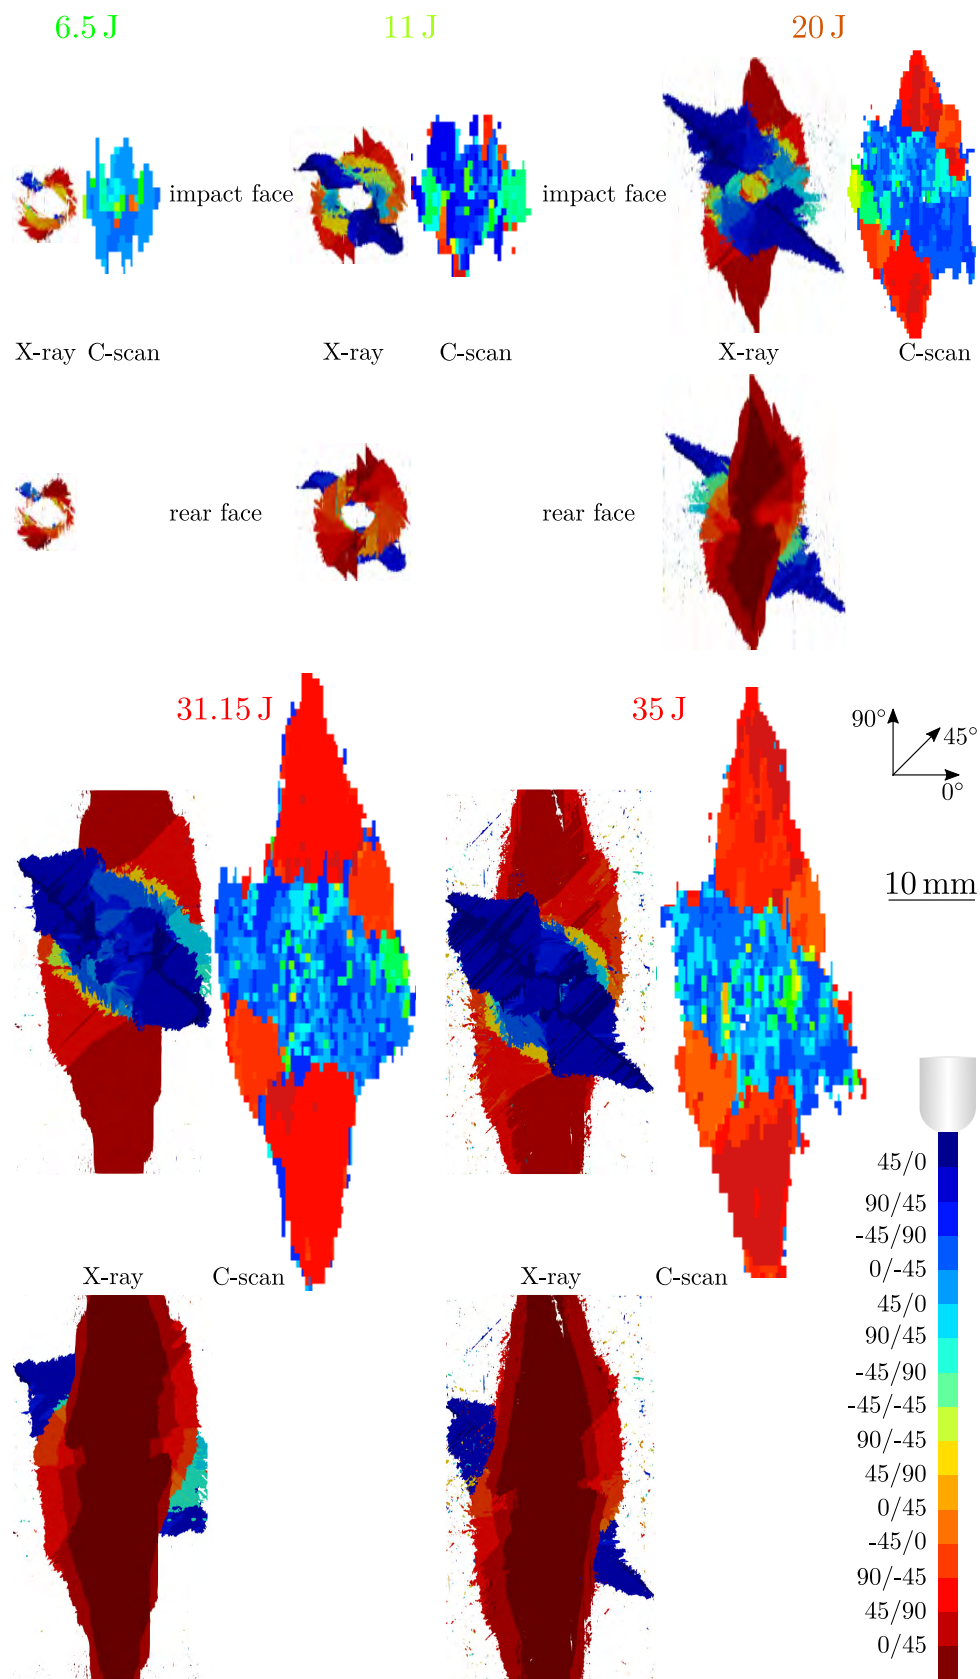 6.5 J
11 J
20 J
impact face
impact face
X-ray
C-scan
X-ray
C-scan
X-ray
C-scan
rear face
rear face
31.15 J
35 J
90°
45°
0°
10 mm
X-ray
C-scan
X-ray
C-scan
45/0
90/45
-45/90
0/-45
45/0
90/45
-45/90
-45/-45
90/-45
45/90
0/45
-45/0
90/-45
45/90
0/45